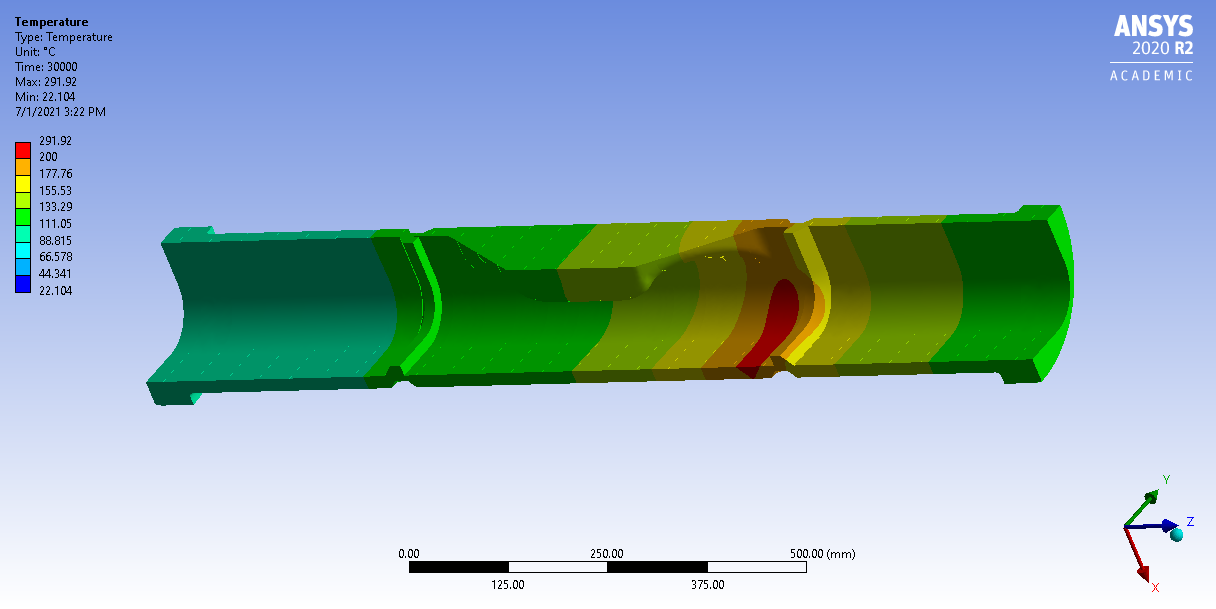 Temperature
Type: Temperature
Unit: °C
Time: 30000
Max: 291.92
Min: 22.104
7/1/2021 3:22 PM
291.92
200
177.76
155.53
133.29
111.05
88.815
66.578
44.341
22.104
ANSYS
2020 R2
ACADEMIC
0.00 250.00 500.00 (mm)
125.00 375.00
Y
Z
X